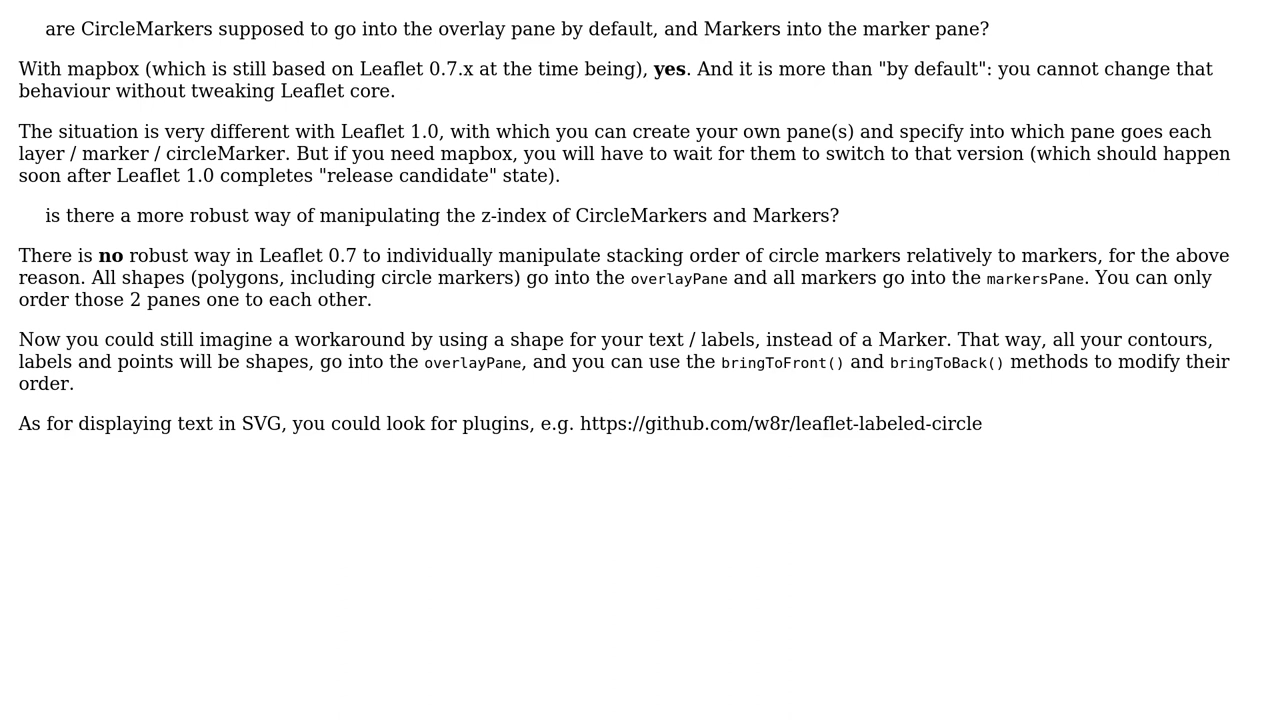 are CircleMarkers supposed to go into the overlay pane by default, and Markers into the marker pane?
With mapbox (which is still based on Leaflet 0.7.x at the time being), yes. And it is more than "by default": you cannot change that
behaviour without tweaking Leaflet core.
The situation is very different with Leaflet 1.0, with which you can create your own pane(s) and specify into which pane goes each
layer / marker / circleMarker. But if you need mapbox, you will have to wait for them to switch to that version (which should happen
soon after Leaflet 1.0 completes "release candidate" state).
is there a more robust way of manipulating the z-index of CircleMarkers and Markers?
There is no robust way in Leaflet 0.7 to individually manipulate stacking order of circle markers relatively to markers, for the above
reason. All shapes (polygons, including circle markers) go into the overlayPane and all markers go into the markersPane. You can only
order those 2 panes one to each other.
Now you could still imagine a workaround by using a shape for your text / labels, instead of a Marker. That way, all your contours,
labels and points will be shapes, go into the overlayPane, and you can use the bringToFront() and bringToBack() methods to modify their
order.
As for displaying text in SVG, you could look for plugins, e.g. https://github.com/w8r/leaflet-labeled-circle